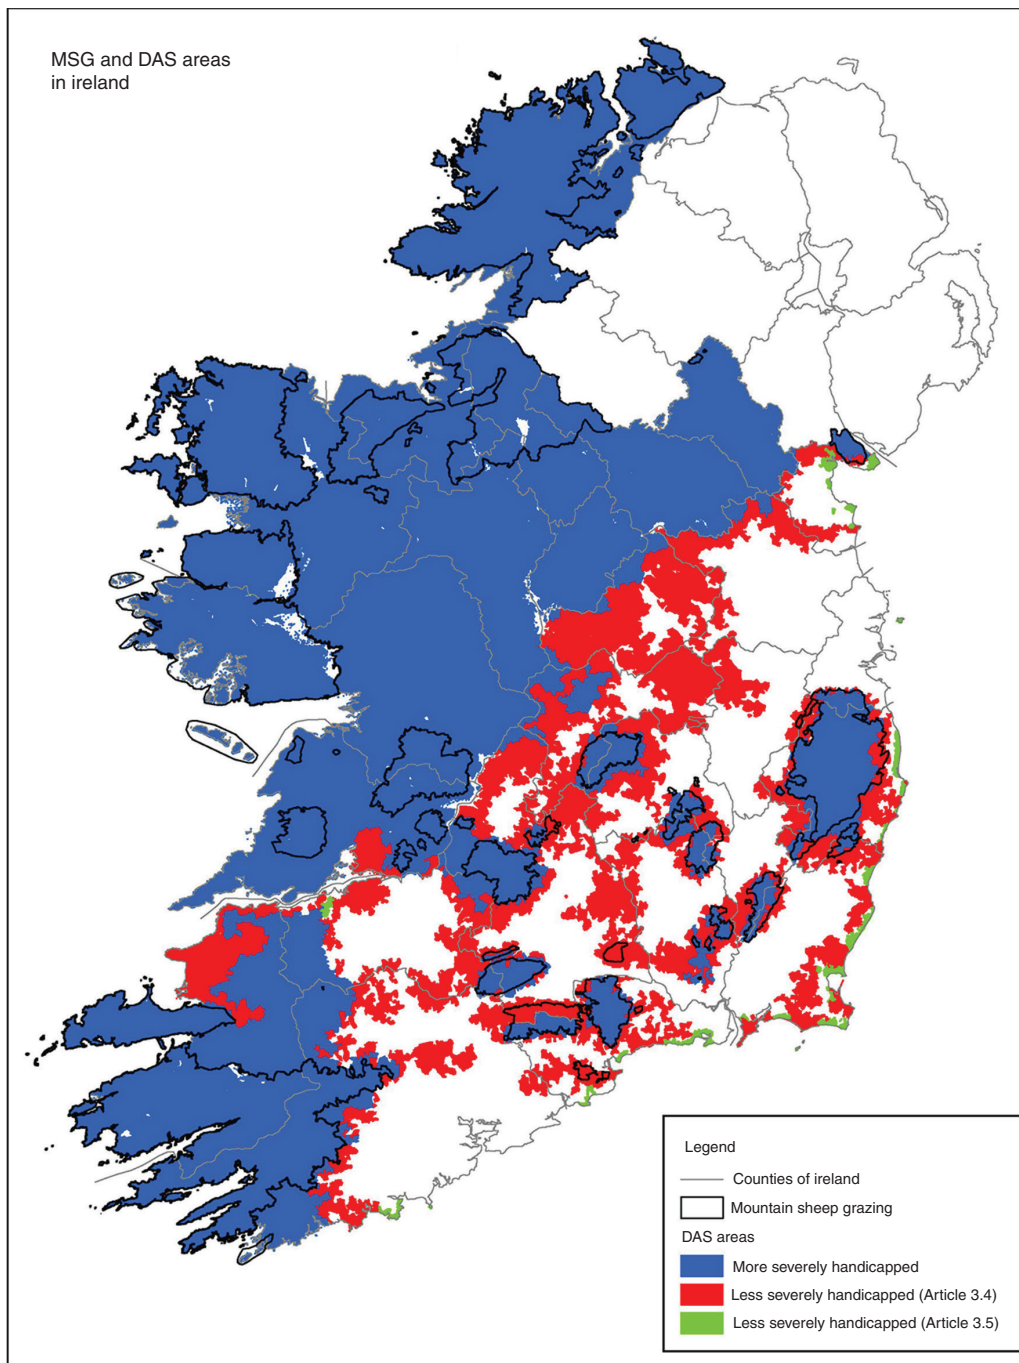 MSG and DAS areas
in ireland
Legend
Counties of ireland
Mountain sheep grazing
DAS areas
More severely handicapped
Less severely handicapped (Article 3.4)
Less severely handicapped (Article 3.5)